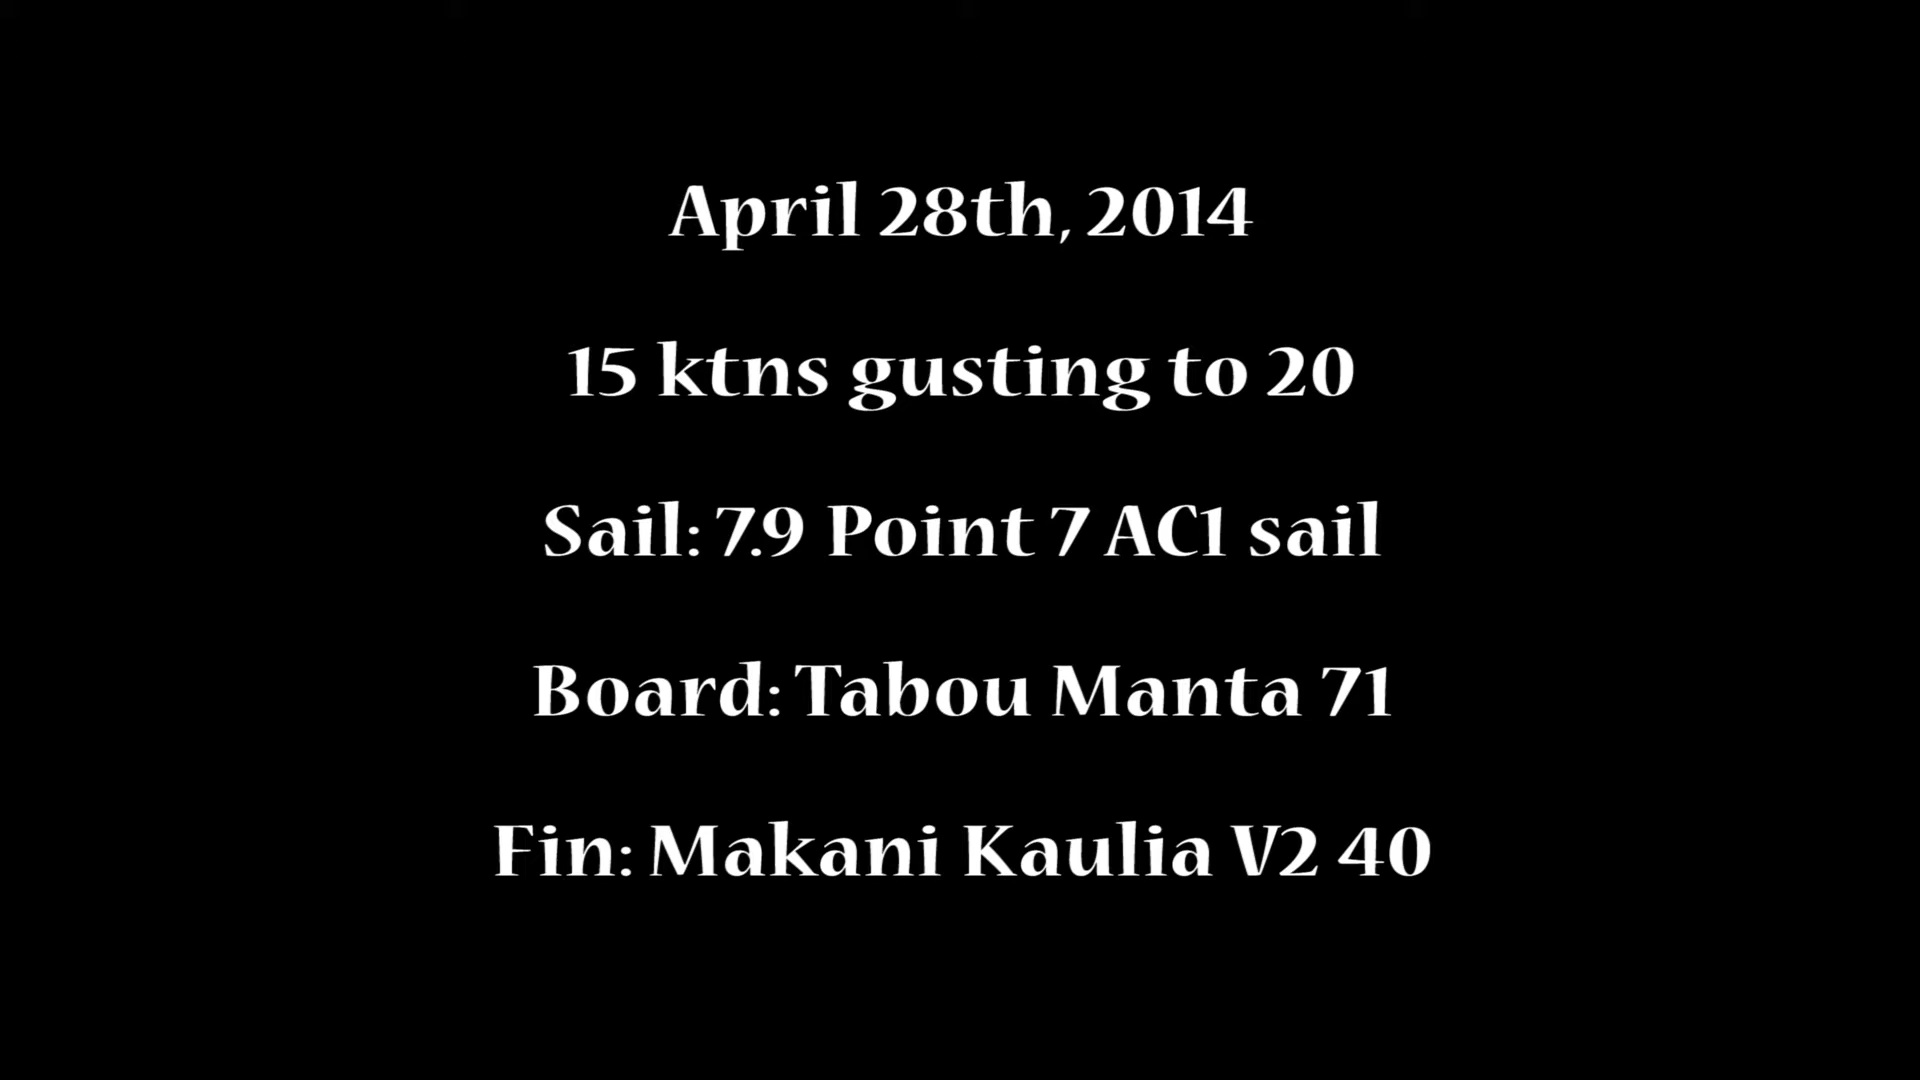 April 28th, 2014
15 ktns gusting to 20
Sail: 7.9 Point 7 AC1 sail
Board: Tabou Manta 71
Fin: Makani Kaulia V2 40